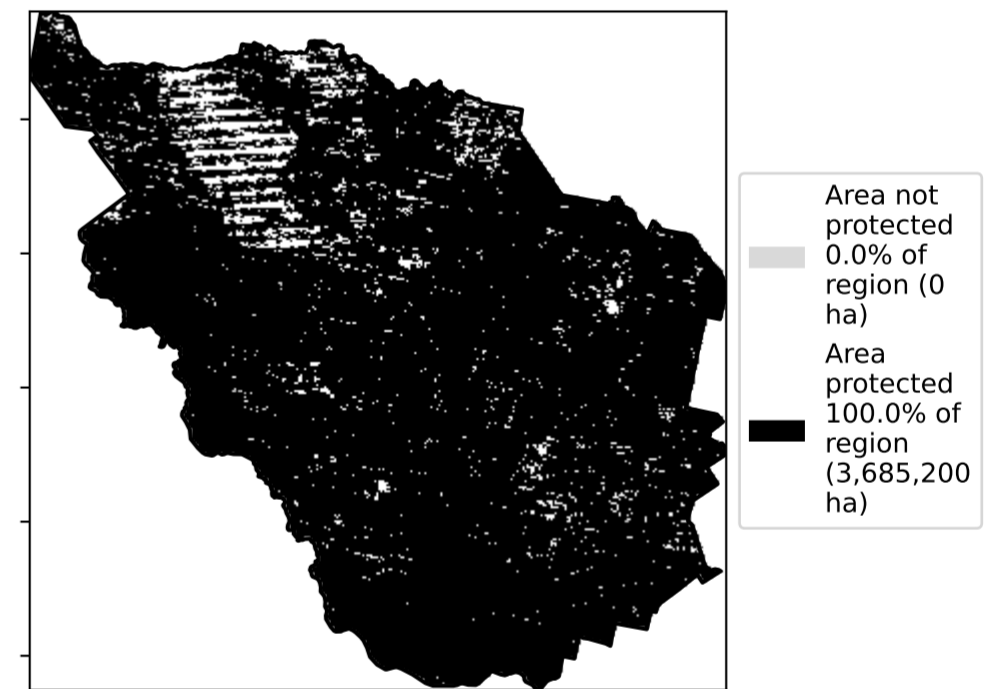 Area not
protected
0.0% of
region (0
ha)
Area
protected
100.0% of
region
(3,685,200
ha)